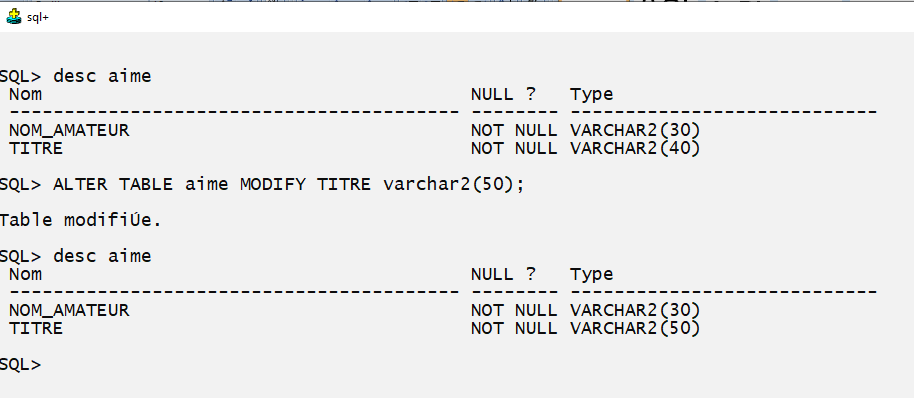 sql+
SQL> desc aime
Nom NULL ? Type
----------------------------------------- -------- ----------------------------
NOM_AMATEUR NOT NULL VARCHAR2(30)
TITRE NOT NULL VARCHAR2(40)
SQL> ALTER TABLE aime MODIFY TITRE varchar2(50);
Table modifiÚe.
SQL> desc aime
Nom NULL ? Type
----------------------------------------- -------- ----------------------------
NOM_AMATEUR NOT NULL VARCHAR2(30)
TITRE NOT NULL VARCHAR2(50)
SQL>